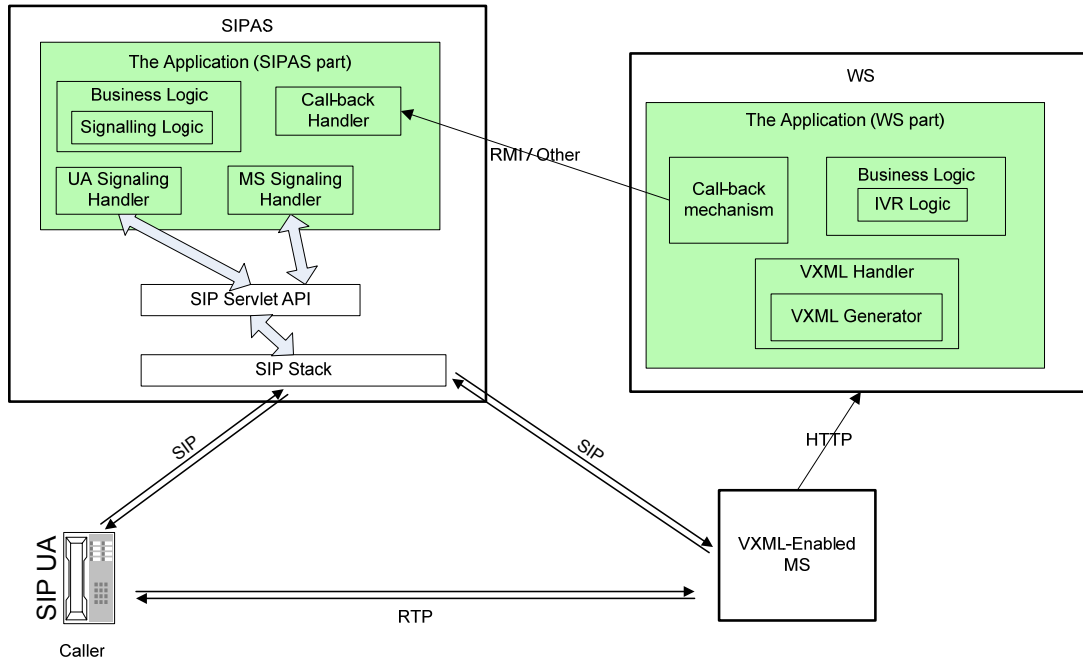 SIPAS
The Application (SIPAS part)
Business Logic
Signalling Logic
Call-back
Handler
UA Signaling
Handler
MS Signaling
Handler
SIP Servlet API
SIP Stack
RMI / Other
WS
The Application (WS part)
Call-back
mechanism
Business Logic
IVR Logic
VXML Handler
VXML Generator
HTTP
SIP
SIP
VXML-Enabled
MS
SIP UA
RTP
Caller